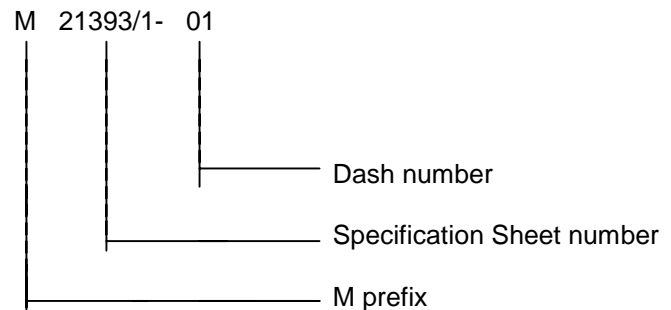 M 21393/1- 01
Dash number
Specification Sheet number
M prefix